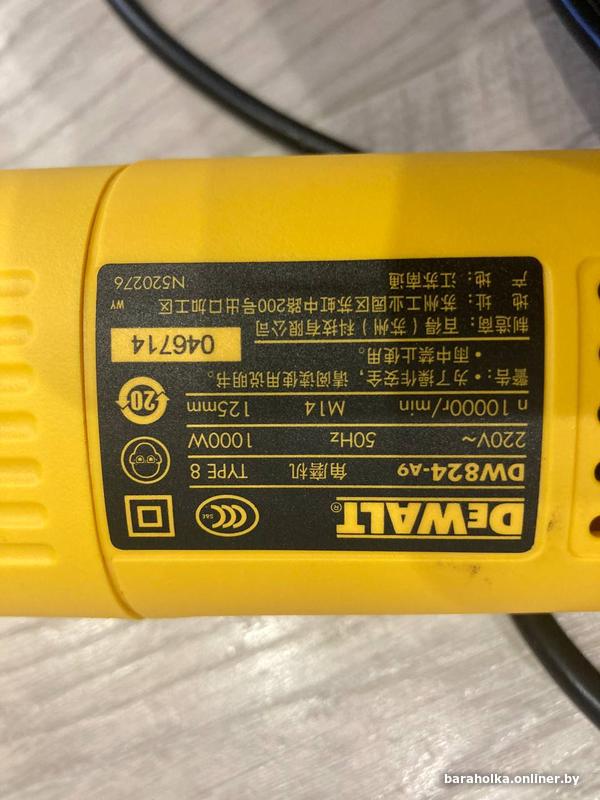 DEWALT®
CCC S&E
DW824-A9 角磨机 TYPE 8
220V~ 50Hz 1000W
n 10000r/min M14 125mm
20
警告：• 为了操作安全，请阅读使用说明书。
• 雨中禁止使用。
制造商：百得（苏州）科技有限公司
046714
地 址：苏州工业园区苏虹中路200号出口加工区 WY
产 地：江苏南通 N520276
baraholka.onliner.by